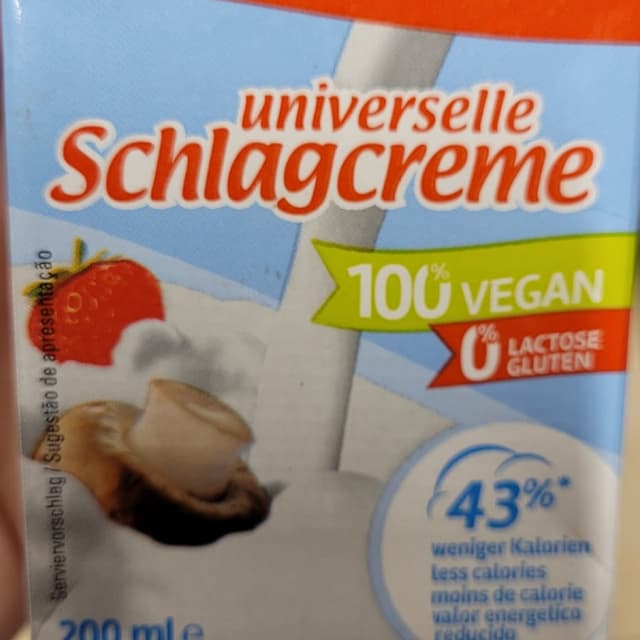 universelle
Schlagcreme
100% VEGAN
0% LACTOSE
GLUTEN
Serviervorschlag / Sugestão de apresentação
43%*
weniger Kalorien
less calories
moins de calorie
valor energetico
reducido
200 ml e